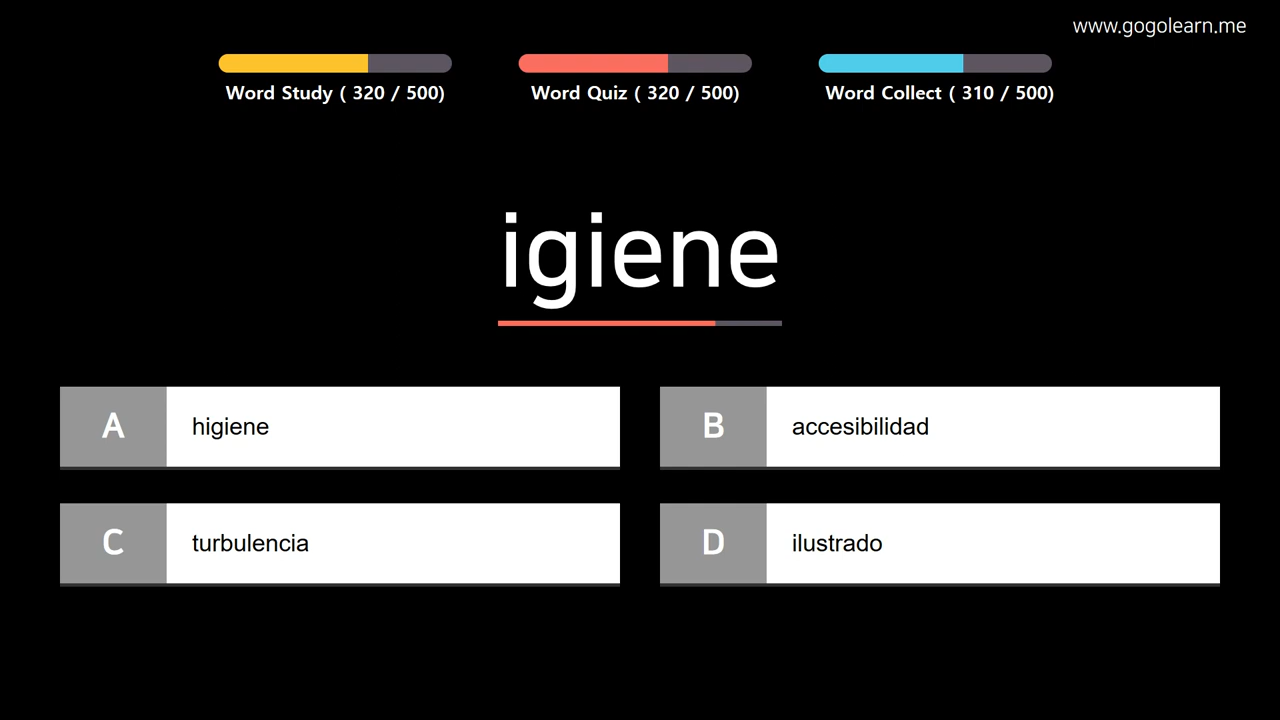 www.gogolearn.me
Word Study ( 320 / 500)
Word Quiz ( 320 / 500)
Word Collect ( 310 / 500)
igiene
A higiene
B accesibilidad
C turbulencia
D ilustrado